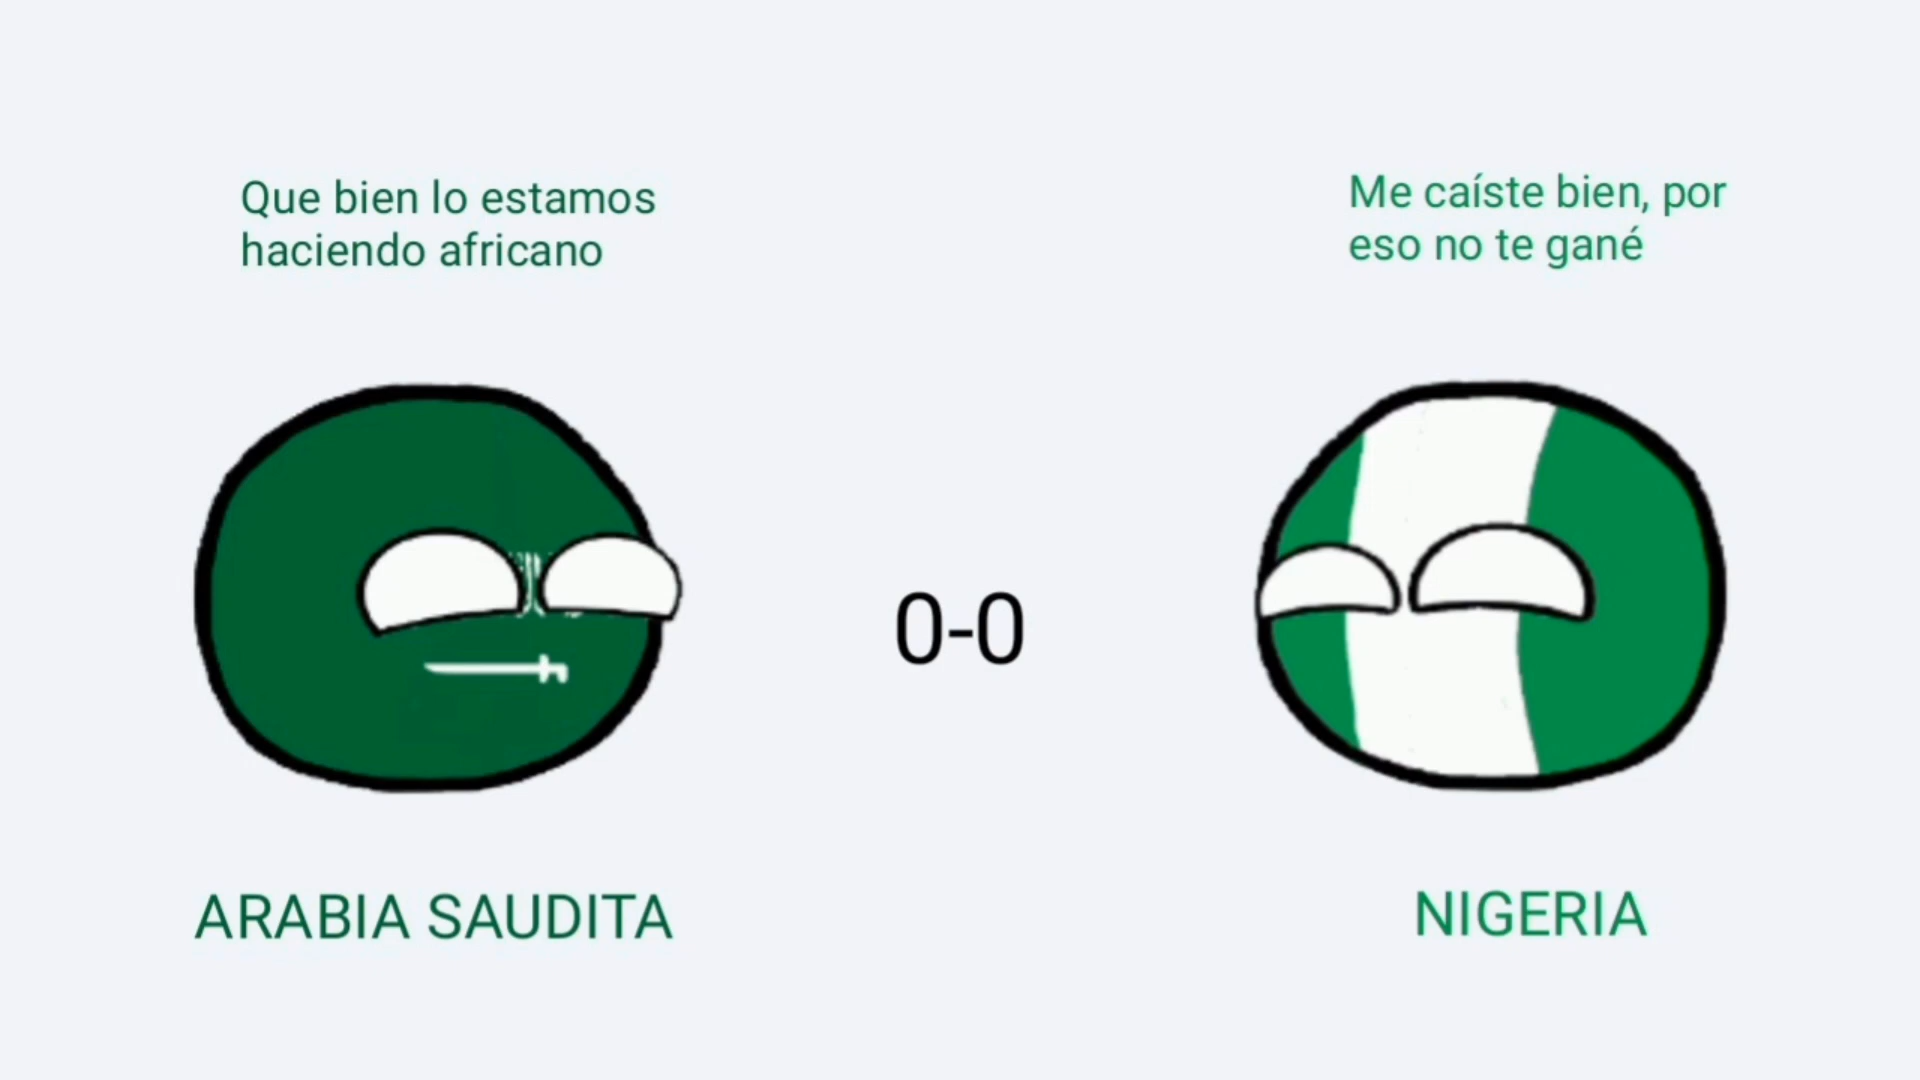 Que bien lo estamos
haciendo africano
Me caíste bien, por
eso no te gané
0-0
ARABIA SAUDITA
NIGERIA